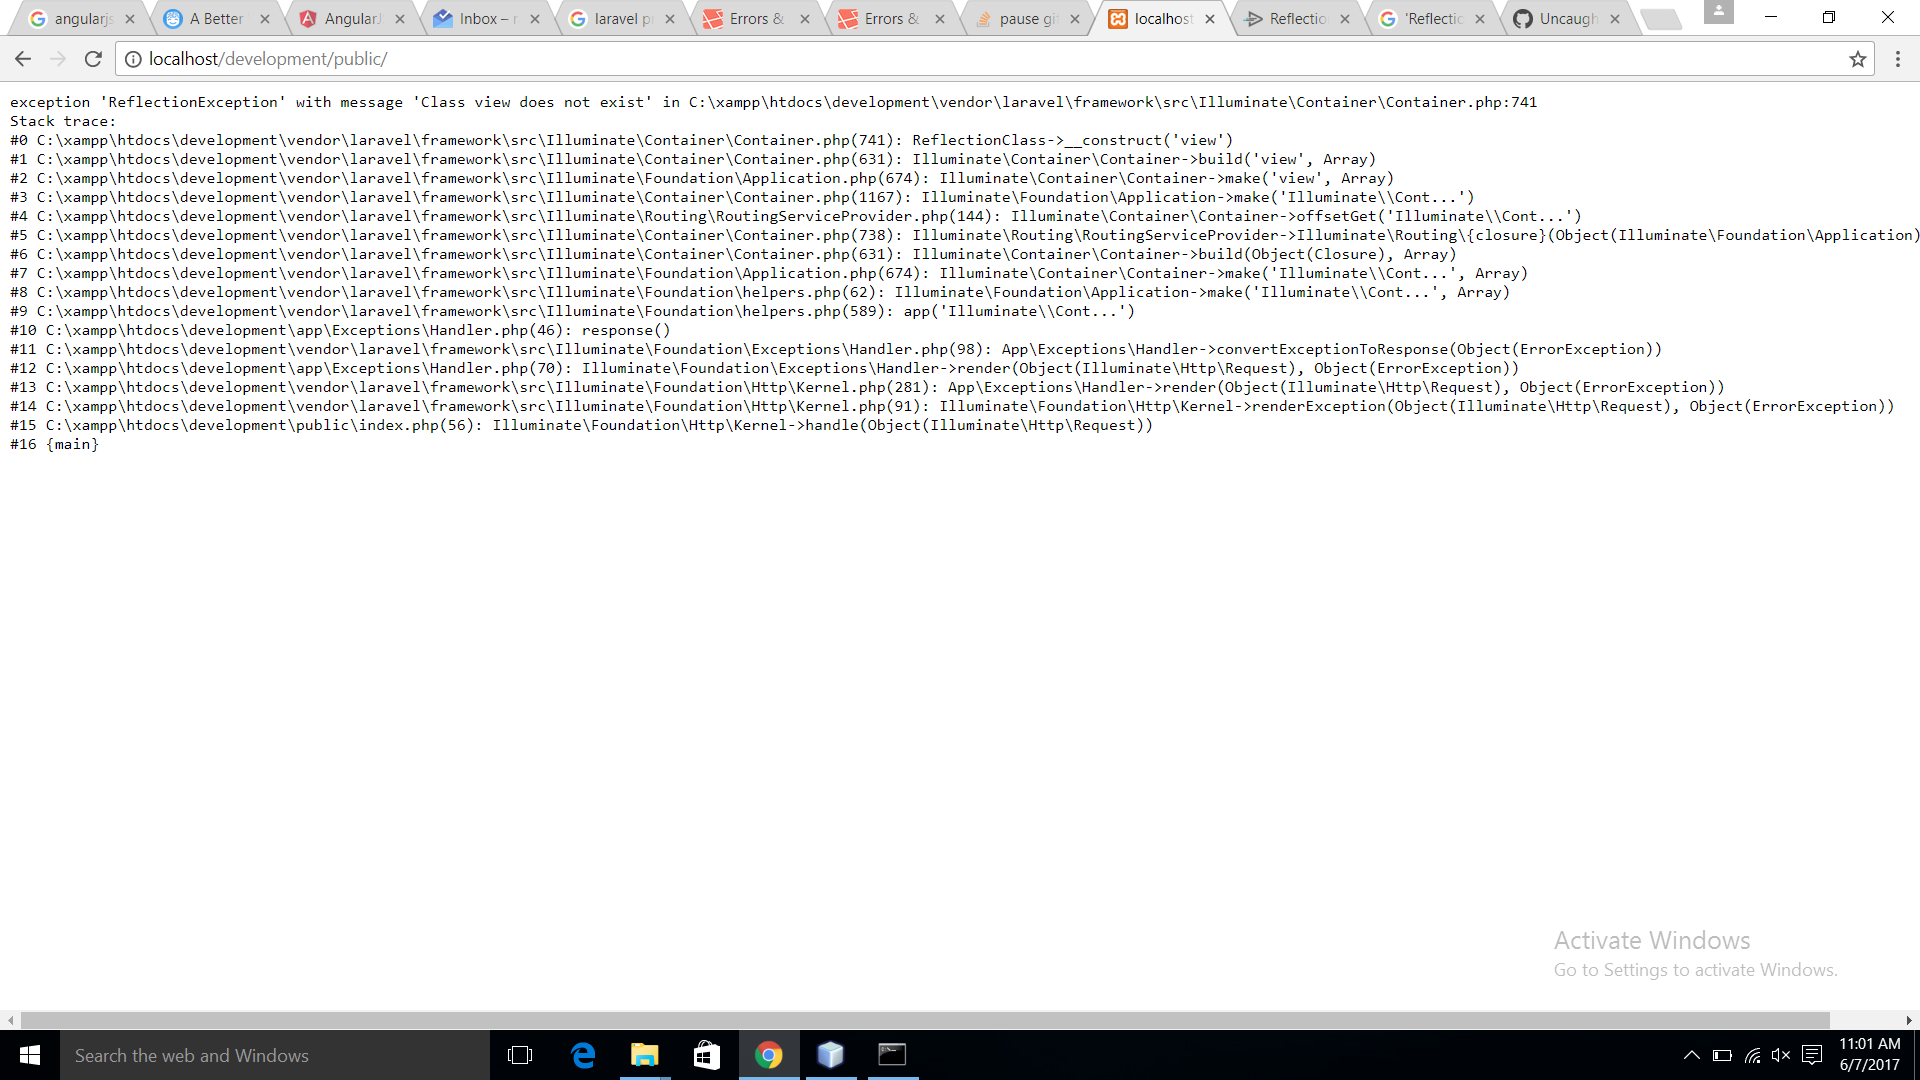 angularjs
A Better
AngularJ
Inbox – r
laravel p
Errors &
Errors &
pause gi
localhost
Reflectio
'Reflectio
Uncaugh
localhost/development/public/
exception 'ReflectionException' with message 'Class view does not exist' in C:\xampp\htdocs\development\vendor\laravel\framework\src\Illuminate\Container\Container.php:741
Stack trace:
#0 C:\xampp\htdocs\development\vendor\laravel\framework\src\Illuminate\Container\Container.php(741): ReflectionClass->__construct('view')
#1 C:\xampp\htdocs\development\vendor\laravel\framework\src\Illuminate\Container\Container.php(631): Illuminate\Container\Container->build('view', Array)
#2 C:\xampp\htdocs\development\vendor\laravel\framework\src\Illuminate\Foundation\Application.php(674): Illuminate\Container\Container->make('view', Array)
#3 C:\xampp\htdocs\development\vendor\laravel\framework\src\Illuminate\Container\Container.php(1167): Illuminate\Foundation\Application->make('Illuminate\\Cont...')
#4 C:\xampp\htdocs\development\vendor\laravel\framework\src\Illuminate\Routing\RoutingServiceProvider.php(144): Illuminate\Container\Container->offsetGet('Illuminate\\Cont...')
#5 C:\xampp\htdocs\development\vendor\laravel\framework\src\Illuminate\Container\Container.php(738): Illuminate\Routing\RoutingServiceProvider->Illuminate\Routing\{closure}(Object(Illuminate\Foundation\Application)
#6 C:\xampp\htdocs\development\vendor\laravel\framework\src\Illuminate\Container\Container.php(631): Illuminate\Container\Container->build(Object(Closure), Array)
#7 C:\xampp\htdocs\development\vendor\laravel\framework\src\Illuminate\Foundation\Application.php(674): Illuminate\Container\Container->make('Illuminate\\Cont...', Array)
#8 C:\xampp\htdocs\development\vendor\laravel\framework\src\Illuminate\Foundation\helpers.php(62): Illuminate\Foundation\Application->make('Illuminate\\Cont...', Array)
#9 C:\xampp\htdocs\development\vendor\laravel\framework\src\Illuminate\Foundation\helpers.php(589): app('Illuminate\\Cont...')
#10 C:\xampp\htdocs\development\app\Exceptions\Handler.php(46): response()
#11 C:\xampp\htdocs\development\vendor\laravel\framework\src\Illuminate\Foundation\Exceptions\Handler.php(98): App\Exceptions\Handler->convertExceptionToResponse(Object(ErrorException))
#12 C:\xampp\htdocs\development\app\Exceptions\Handler.php(70): Illuminate\Foundation\Exceptions\Handler->render(Object(Illuminate\Http\Request), Object(ErrorException))
#13 C:\xampp\htdocs\development\vendor\laravel\framework\src\Illuminate\Foundation\Http\Kernel.php(281): App\Exceptions\Handler->render(Object(Illuminate\Http\Request), Object(ErrorException))
#14 C:\xampp\htdocs\development\vendor\laravel\framework\src\Illuminate\Foundation\Http\Kernel.php(91): Illuminate\Foundation\Http\Kernel->renderException(Object(Illuminate\Http\Request), Object(ErrorException))
#15 C:\xampp\htdocs\development\public\index.php(56): Illuminate\Foundation\Http\Kernel->handle(Object(Illuminate\Http\Request))
#16 {main}
Activate Windows
Go to Settings to activate Windows.
Search the web and Windows
11:01 AM
6/7/2017